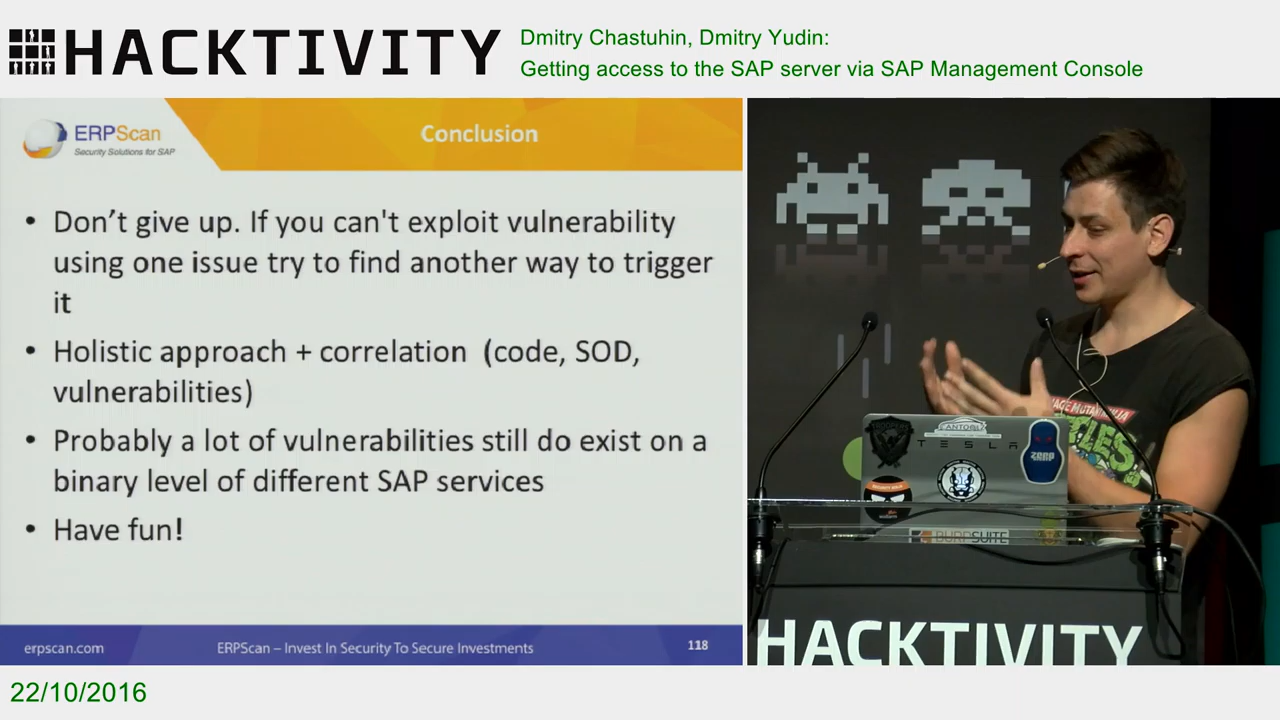 HACKTIVITY
Dmitry Chastuhin, Dmitry Yudin:
Getting access to the SAP server via SAP Management Console
ERPScan
Security Solutions for SAP
Conclusion
• Don't give up. If you can't exploit vulnerability
using one issue try to find another way to trigger
it
• Holistic approach + correlation (code, SOD,
vulnerabilities)
• Probably a lot of vulnerabilities still do exist on a
binary level of different SAP services
• Have fun!
erpscan.com
ERPScan – Invest In Security To Secure Investments
118
TROOPERS
TESLA
ZERO
BURPSUITE
HACKTIVITY
22/10/2016